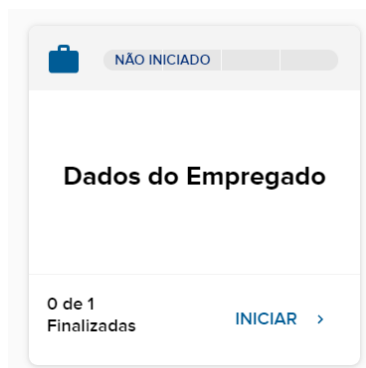 NÃO INICIADO
Dados do Empregado
0 de 1
Finalizadas
INICIAR